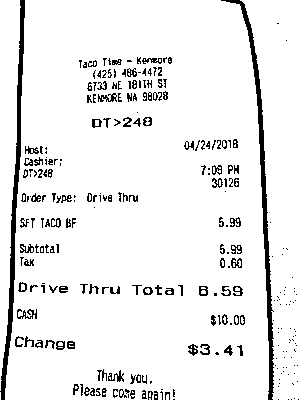 Taco Time - Kenmore
(425) 486-4472
6733 NE 181TH ST
KENMORE WA 98028
DT>248
Host: 04/24/2018
Cashier:
DT>248 7:09 PM
30126
Order Type: Drive Thru
SFT TACO BF 5.99
Subtotal 5.99
Tax 0.60
Drive Thru Total 6.59
CASH $10.00
Change $3.41
Thank you,
Please come again!